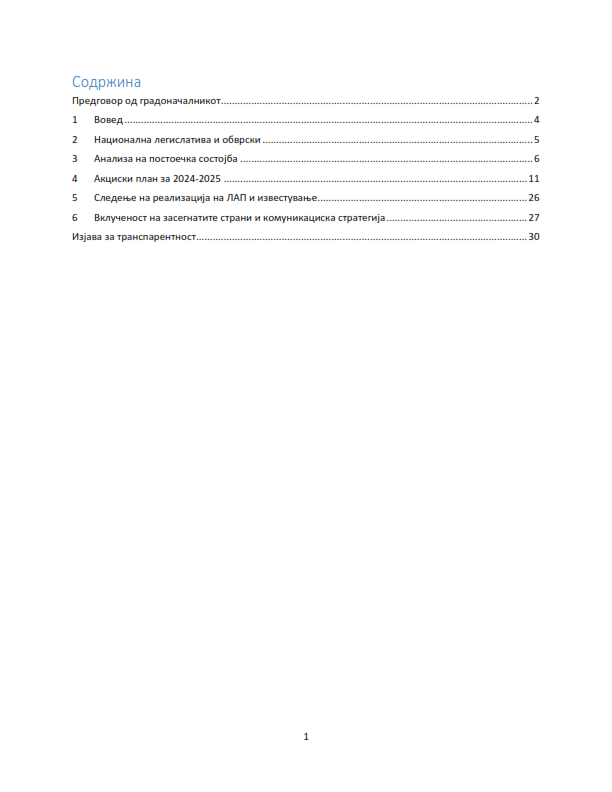 Содржина
Предговор од градоначалникот........................................................................................................... 2
1 Вовед ............................................................................................................................................ 4
2 Национална легислатива и обврски ............................................................................................. 5
3 Анализа на постоечка состојба .................................................................................................... 6
4 Акциски план за 2024-2025 ........................................................................................................ 11
5 Следење на реализација на ЛАП и известување........................................................................ 26
6 Вклученост на засегнатите страни и комуникациска стратегија ................................................ 27
Изјава за транспарентност.................................................................................................................. 30
1